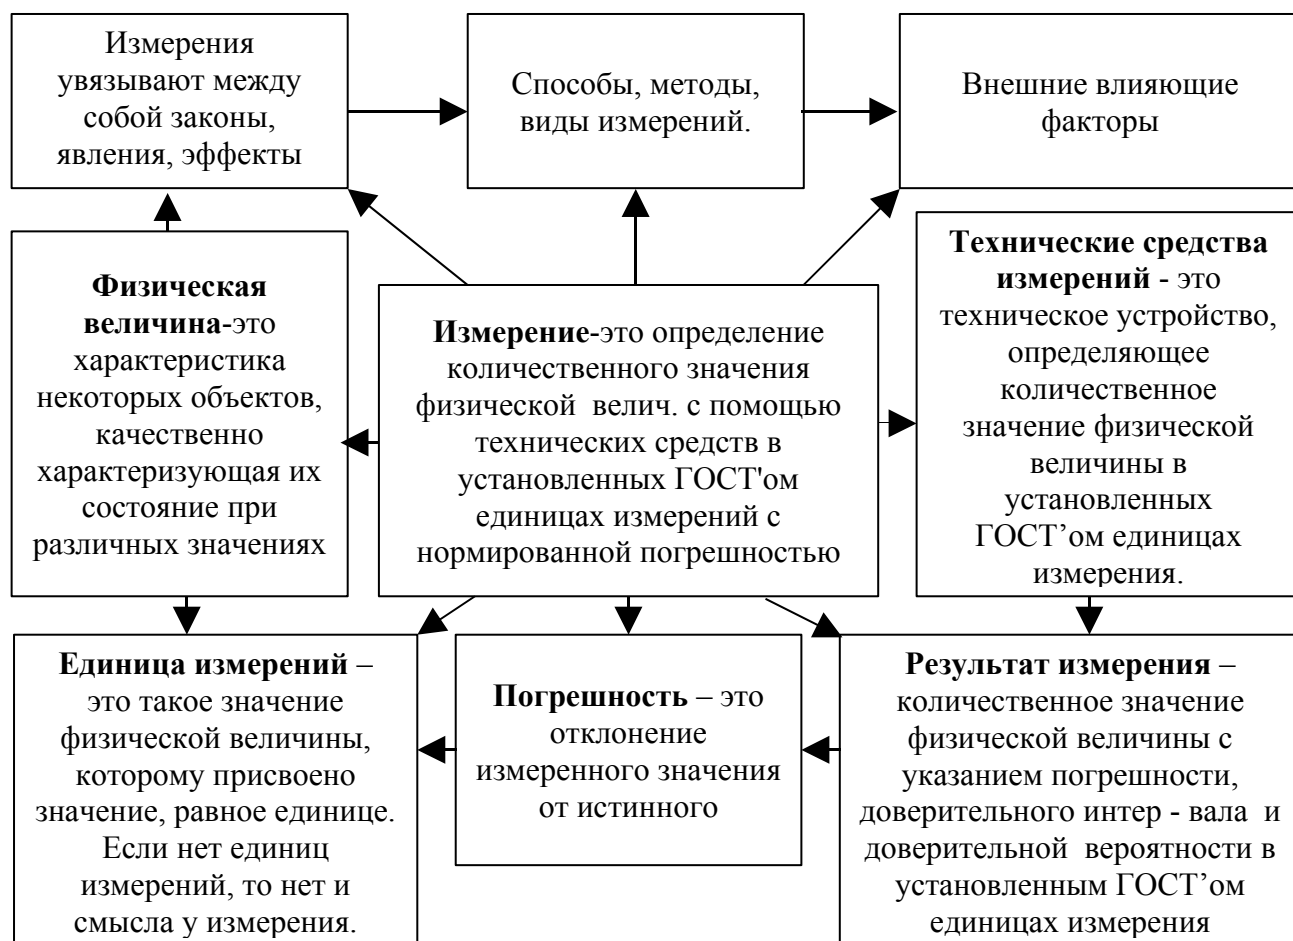 Измерения
увязывают между
собой законы,
явления, эффекты
Способы, методы,
виды измерений.
Внешние влияющие
факторы
Физическая
величина-это
характеристика
некоторых объектов,
качественно
характеризующая их
состояние при
различных значениях
Измерение-это определение
количественного значения
физической велич. с помощью
технических средств в
установленных ГОСТ'ом
единицах измерений с
нормированной погрешностью
Технические средства
измерений - это
техническое устройство,
определяющее
количественное
значение физической
величины в
установленных
ГОСТ’ом единицах
измерения.
Единица измерений –
это такое значение
физической величины,
которому присвоено
значение, равное единице.
Если нет единиц
измерений, то нет и
смысла у измерения.
Погрешность – это
отклонение
измеренного значения
от истинного
Результат измерения –
количественное значение
физической величины с
указанием погрешности,
доверительного интер - вала и
доверительной вероятности в
установленным ГОСТ’ом
единицах измерения